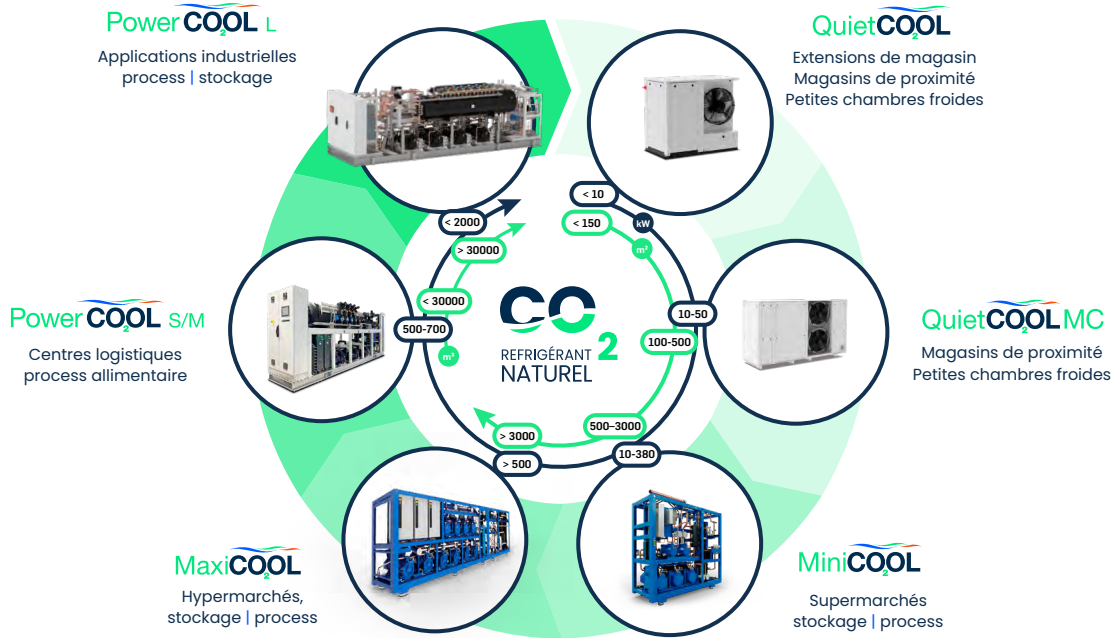 PowerCO2OL L
Applications industrielles
process | stockage
QuietCO2OL
Extensions de magasin
Magasins de proximité
Petites chambres froides
< 10
kW
< 150
m²
< 2000
> 30000
< 30000
500-700
m³
PowerCO2OL S/M
Centres logistiques
process allimentaire
CO2
REFRIGÉRANT
NATUREL
10-50
100-500
QuietCO2OL MC
Magasins de proximité
Petites chambres froides
500–3000
10-380
> 3000
> 500
MaxiCO2OL
Hypermarchés,
stockage | process
MiniCO2OL
Supermarchés
stockage | process